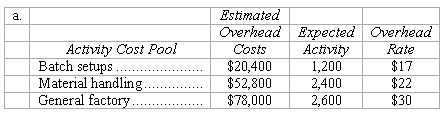 a. Estimated
Overhead Expected Overhead
Activity Cost Pool Costs Activity Rate
Batch setups ...................... $20,400 1,200 $17
Material handling ............... $52,800 2,400 $22
General factory .................. $78,000 2,600 $30